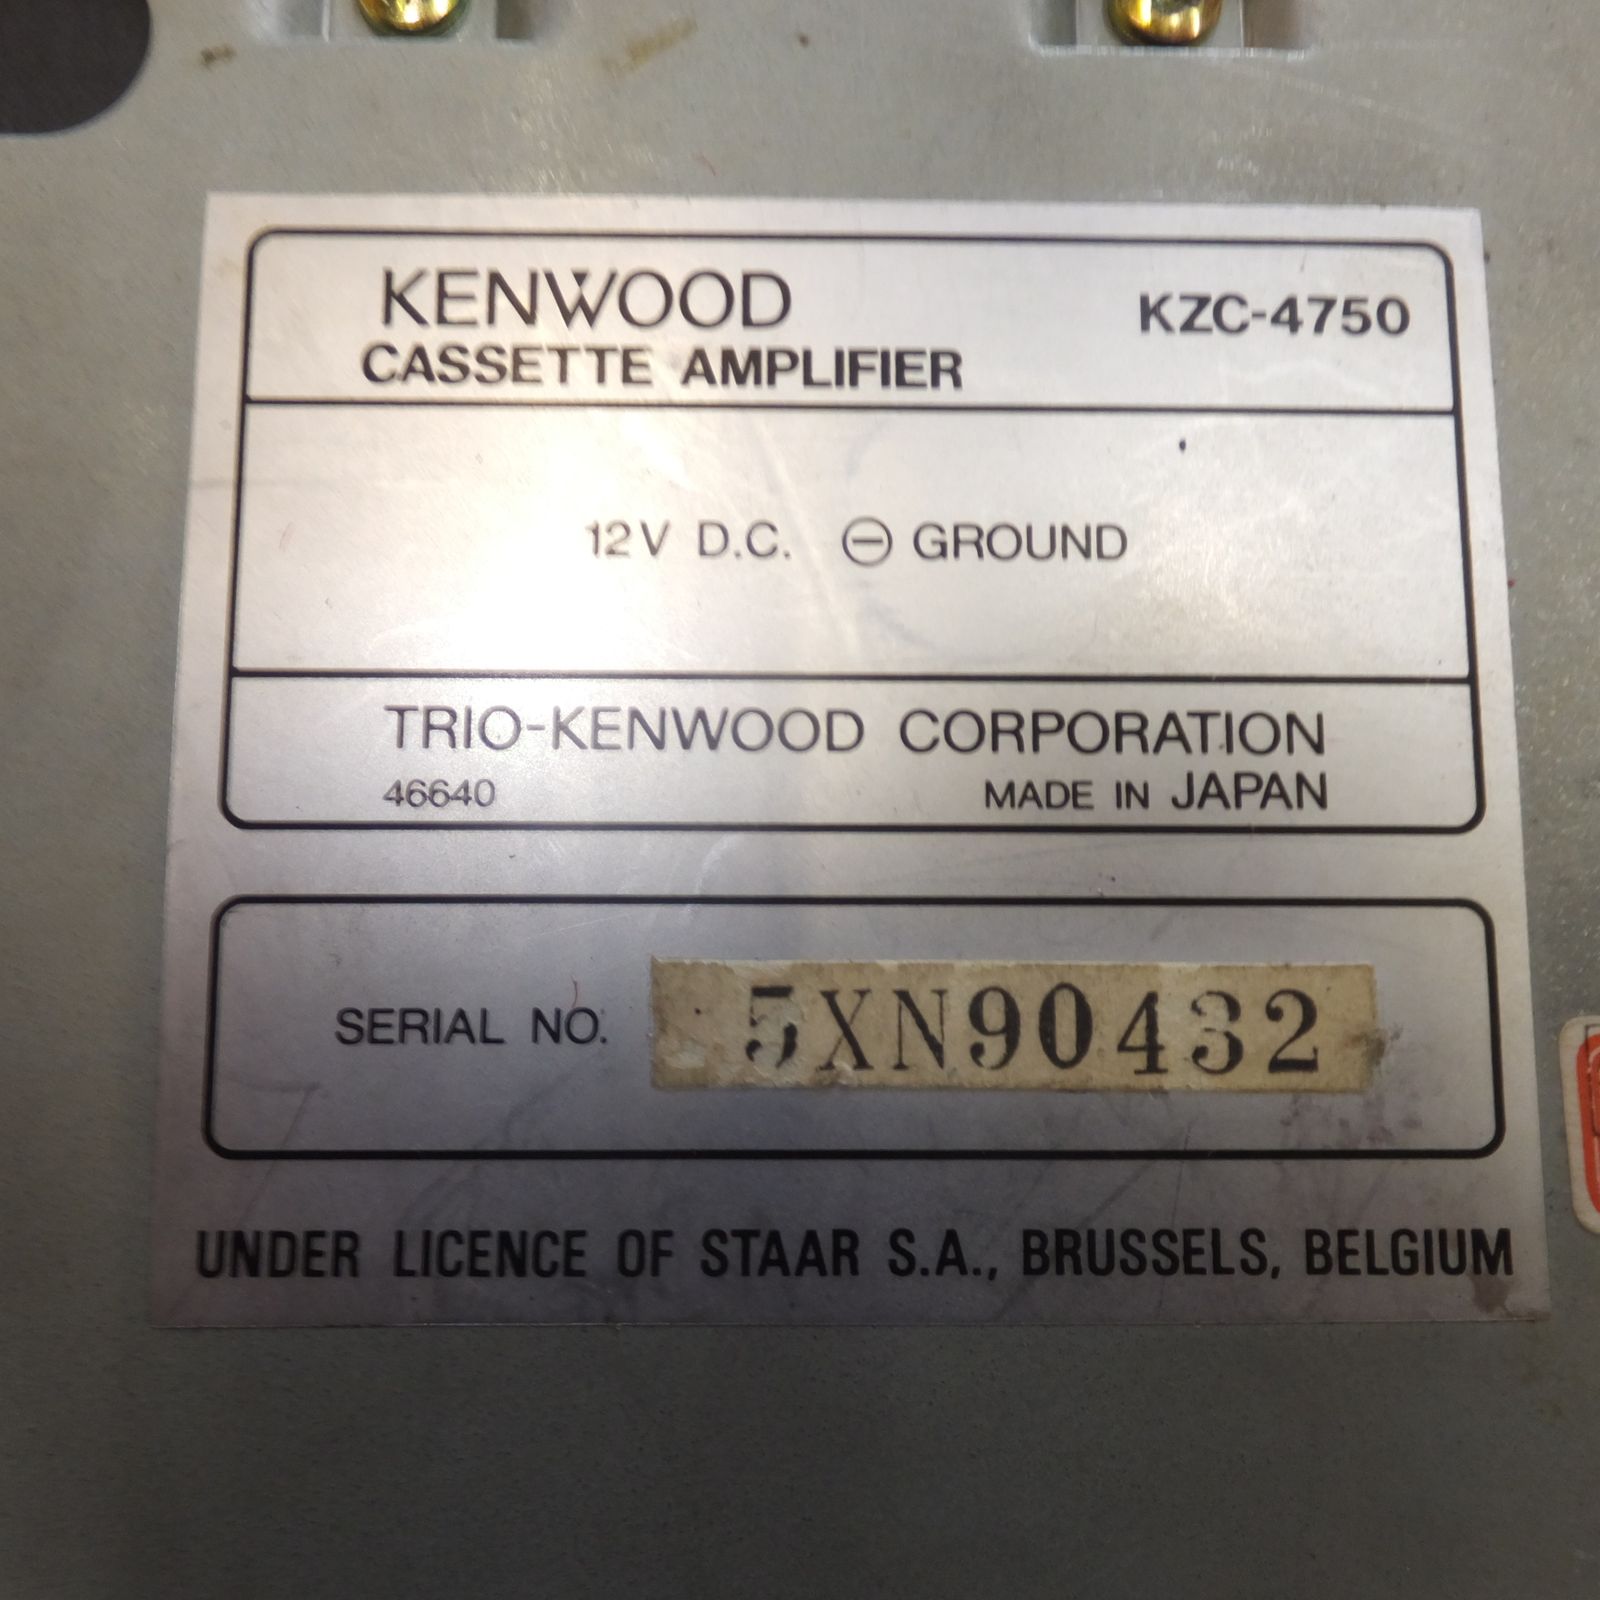 KENWOOD KZC-4750
CASSETTE AMPLIFIER
12V D.C. ⊖ GROUND
TRIO-KENWOOD CORPORATION
46640 MADE IN JAPAN
SERIAL NO. 5XN90432
UNDER LICENCE OF STAAR S.A., BRUSSELS, BELGIUM